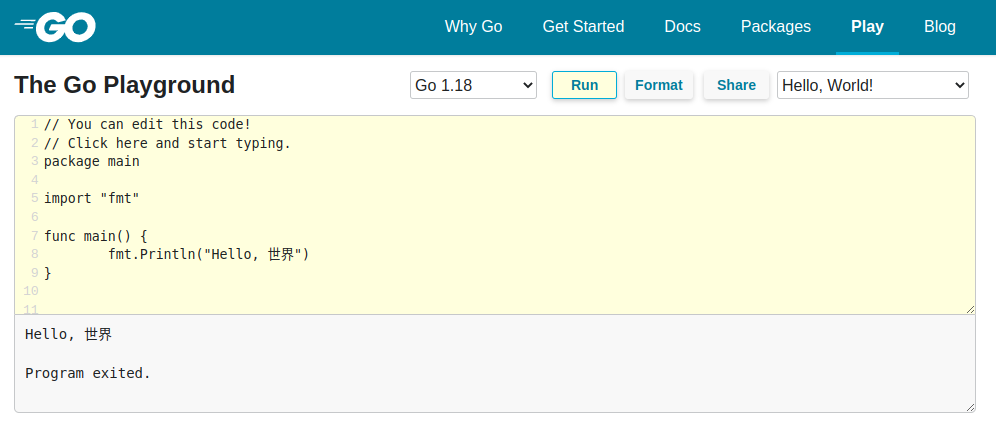 GO
Why Go
Get Started
Docs
Packages
Play
Blog
The Go Playground
Go 1.18
Run
Format
Share
Hello, World!
1 // You can edit this code!
2 // Click here and start typing.
3 package main
4
5 import "fmt"
6
7 func main() {
8 fmt.Println("Hello, 世界")
9 }
10
11
Hello, 世界
Program exited.